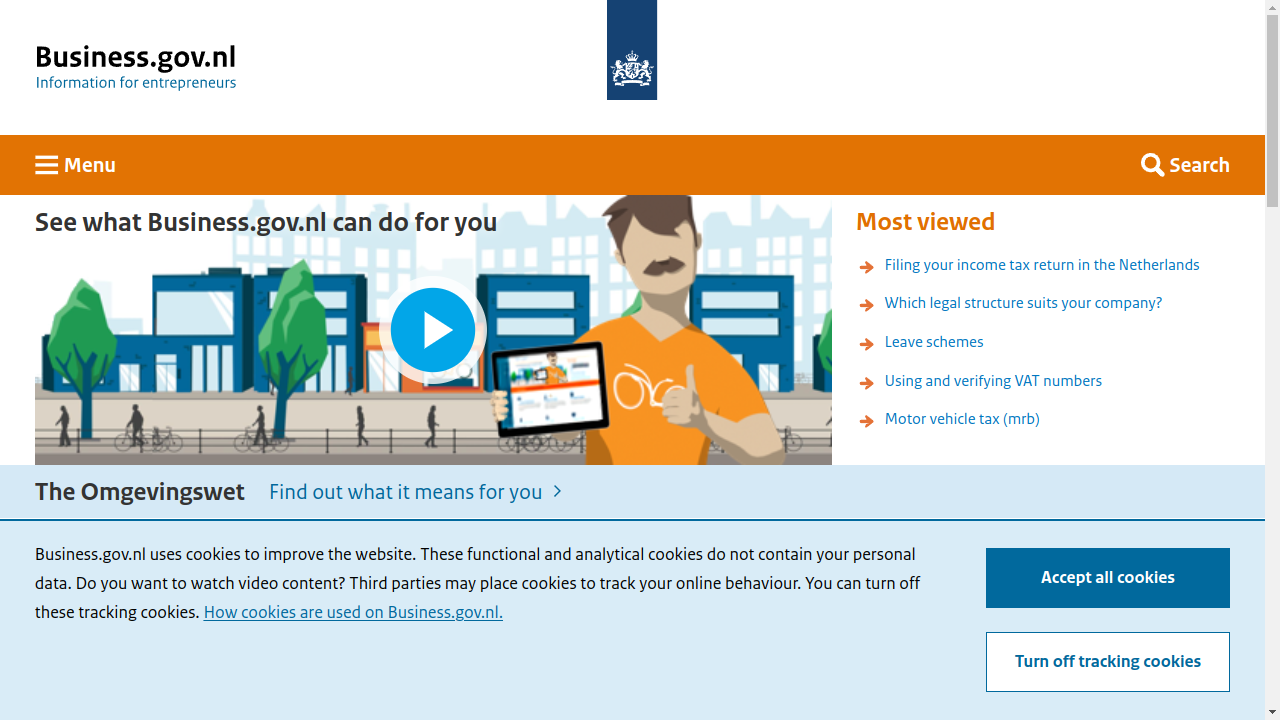 Business.gov.nl
Information for entrepreneurs
Menu
Search
See what Business.gov.nl can do for you
Most viewed
Filing your income tax return in the Netherlands
Which legal structure suits your company?
Leave schemes
Using and verifying VAT numbers
Motor vehicle tax (mrb)
The Omgevingswet
Find out what it means for you
Business.gov.nl uses cookies to improve the website. These functional and analytical cookies do not contain your personal
data. Do you want to watch video content? Third parties may place cookies to track your online behaviour. You can turn off
these tracking cookies. How cookies are used on Business.gov.nl.
Accept all cookies
Turn off tracking cookies